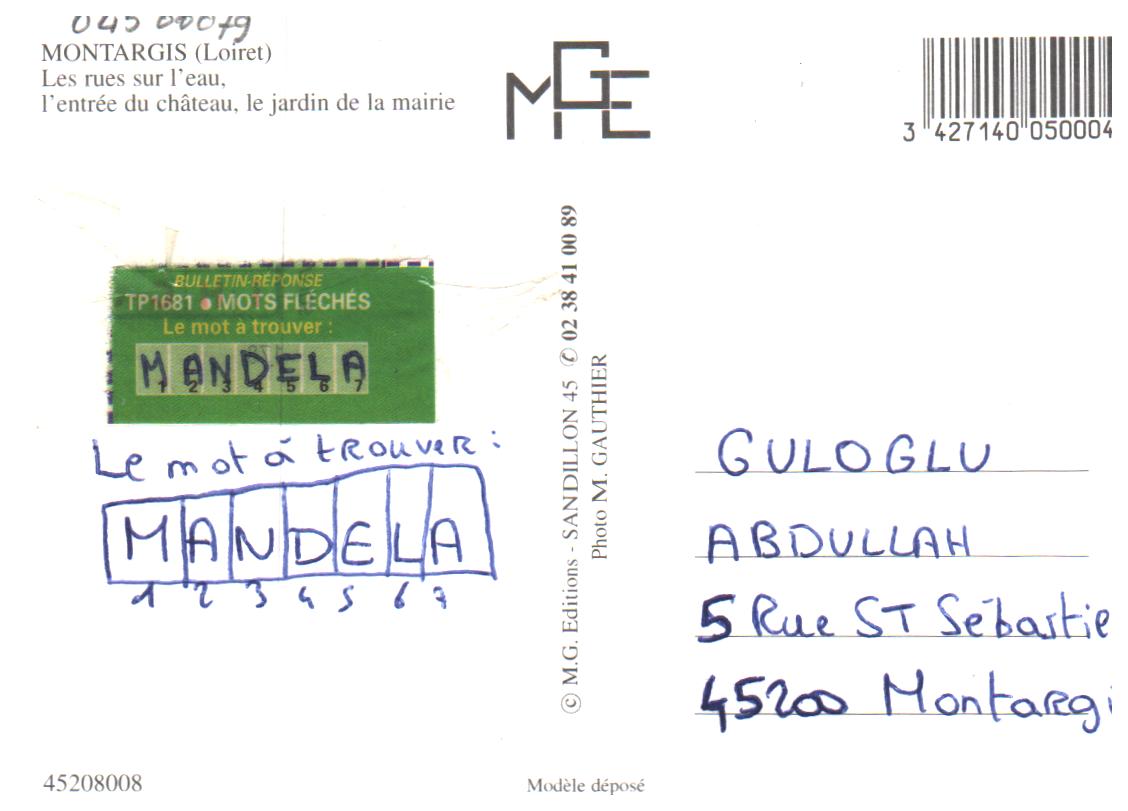 045 00079
MONTARGIS (Loiret)
Les rues sur l'eau,
l'entrée du château, le jardin de la mairie
MGE
3 427140 050004
BULLETIN-RÉPONSE
TP1681 • MOTS FLÉCHÉS
Le mot à trouver :
MANDELA
1 2 3 4 5 6 7
Le mot à trouver :
MANDELA
1 2 3 4 5 6 7
© M.G. Editions - SANDILLON 45 ✆ 02 38 41 00 89
Photo M. GAUTHIER
GULOGLU
ABDULLAH
5 Rue ST Sébastie
45200 Montargi
45208008
Modèle déposé